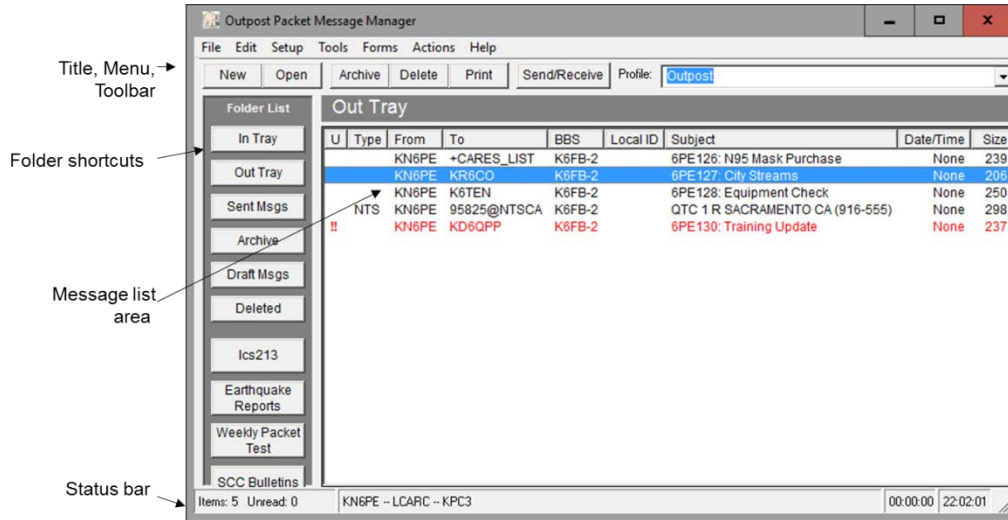 Outpost Packet Message Manager
File Edit Setup Tools Forms Actions Help
Title, Menu,
Toolbar
New Open Archive Delete Print Send/Receive Profile: Outpost
Folder List
Out Tray
Folder shortcuts
In Tray
Out Tray
Sent Msgs
Archive
Draft Msgs
Deleted
Ics213
Earthquake
Reports
Weekly Packet
Test
SCC Bulletins
U Type From To BBS Local ID Subject Date/Time Size
KN6PE +CARES_LIST K6FB-2 6PE126: N95 Mask Purchase None 239
KN6PE KR6CO K6FB-2 6PE127: City Streams None 206
KN6PE K6TEN K6FB-2 6PE128: Equipment Check None 250
NTS KN6PE 95825@NTSCA K6FB-2 QTC 1 R SACRAMENTO CA (916-555) None 298
!! KN6PE KD6QPP K6FB-2 6PE130: Training Update None 237
Message list
area
Status bar
Items: 5 Unread: 0 KN6PE -- LCARC -- KPC3 00:00:00 22:02:01